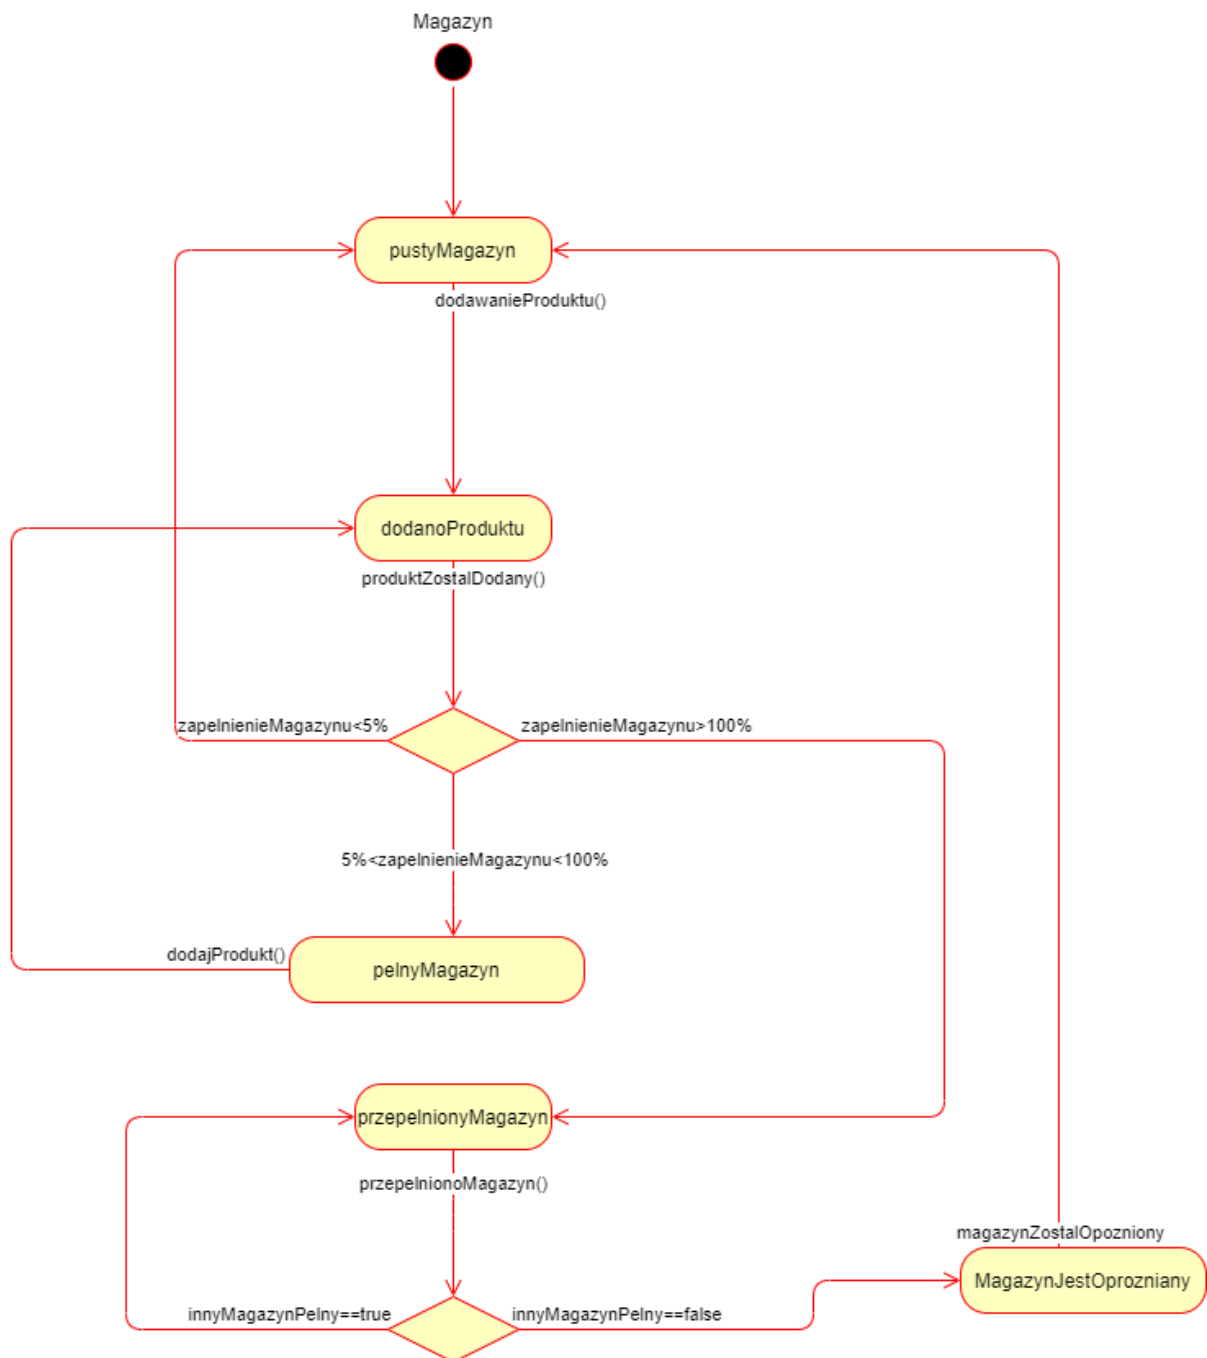 Magazyn
pustyMagazyn
dodawanieProduktu()
dodanoProduktu
produktZostalDodany()
zapelnienieMagazynu<5%
zapelnienieMagazynu>100%
5%<zapelnienieMagazynu<100%
dodajProdukt()
pelnyMagazyn
przepelnionyMagazyn
przepelnionoMagazyn()
magazynZostalOpozniony
MagazynJestOprozniany
innyMagazynPelny==true
innyMagazynPelny==false